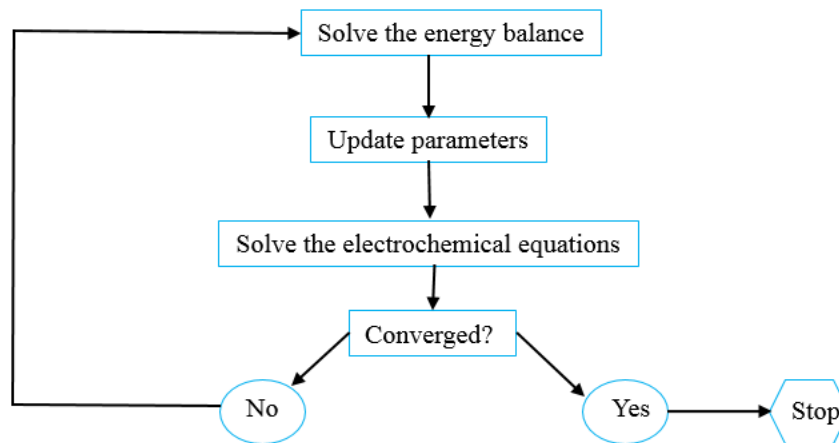 Solve the energy balance
Update parameters
Solve the electrochemical equations
Converged?
No
Yes
Stop